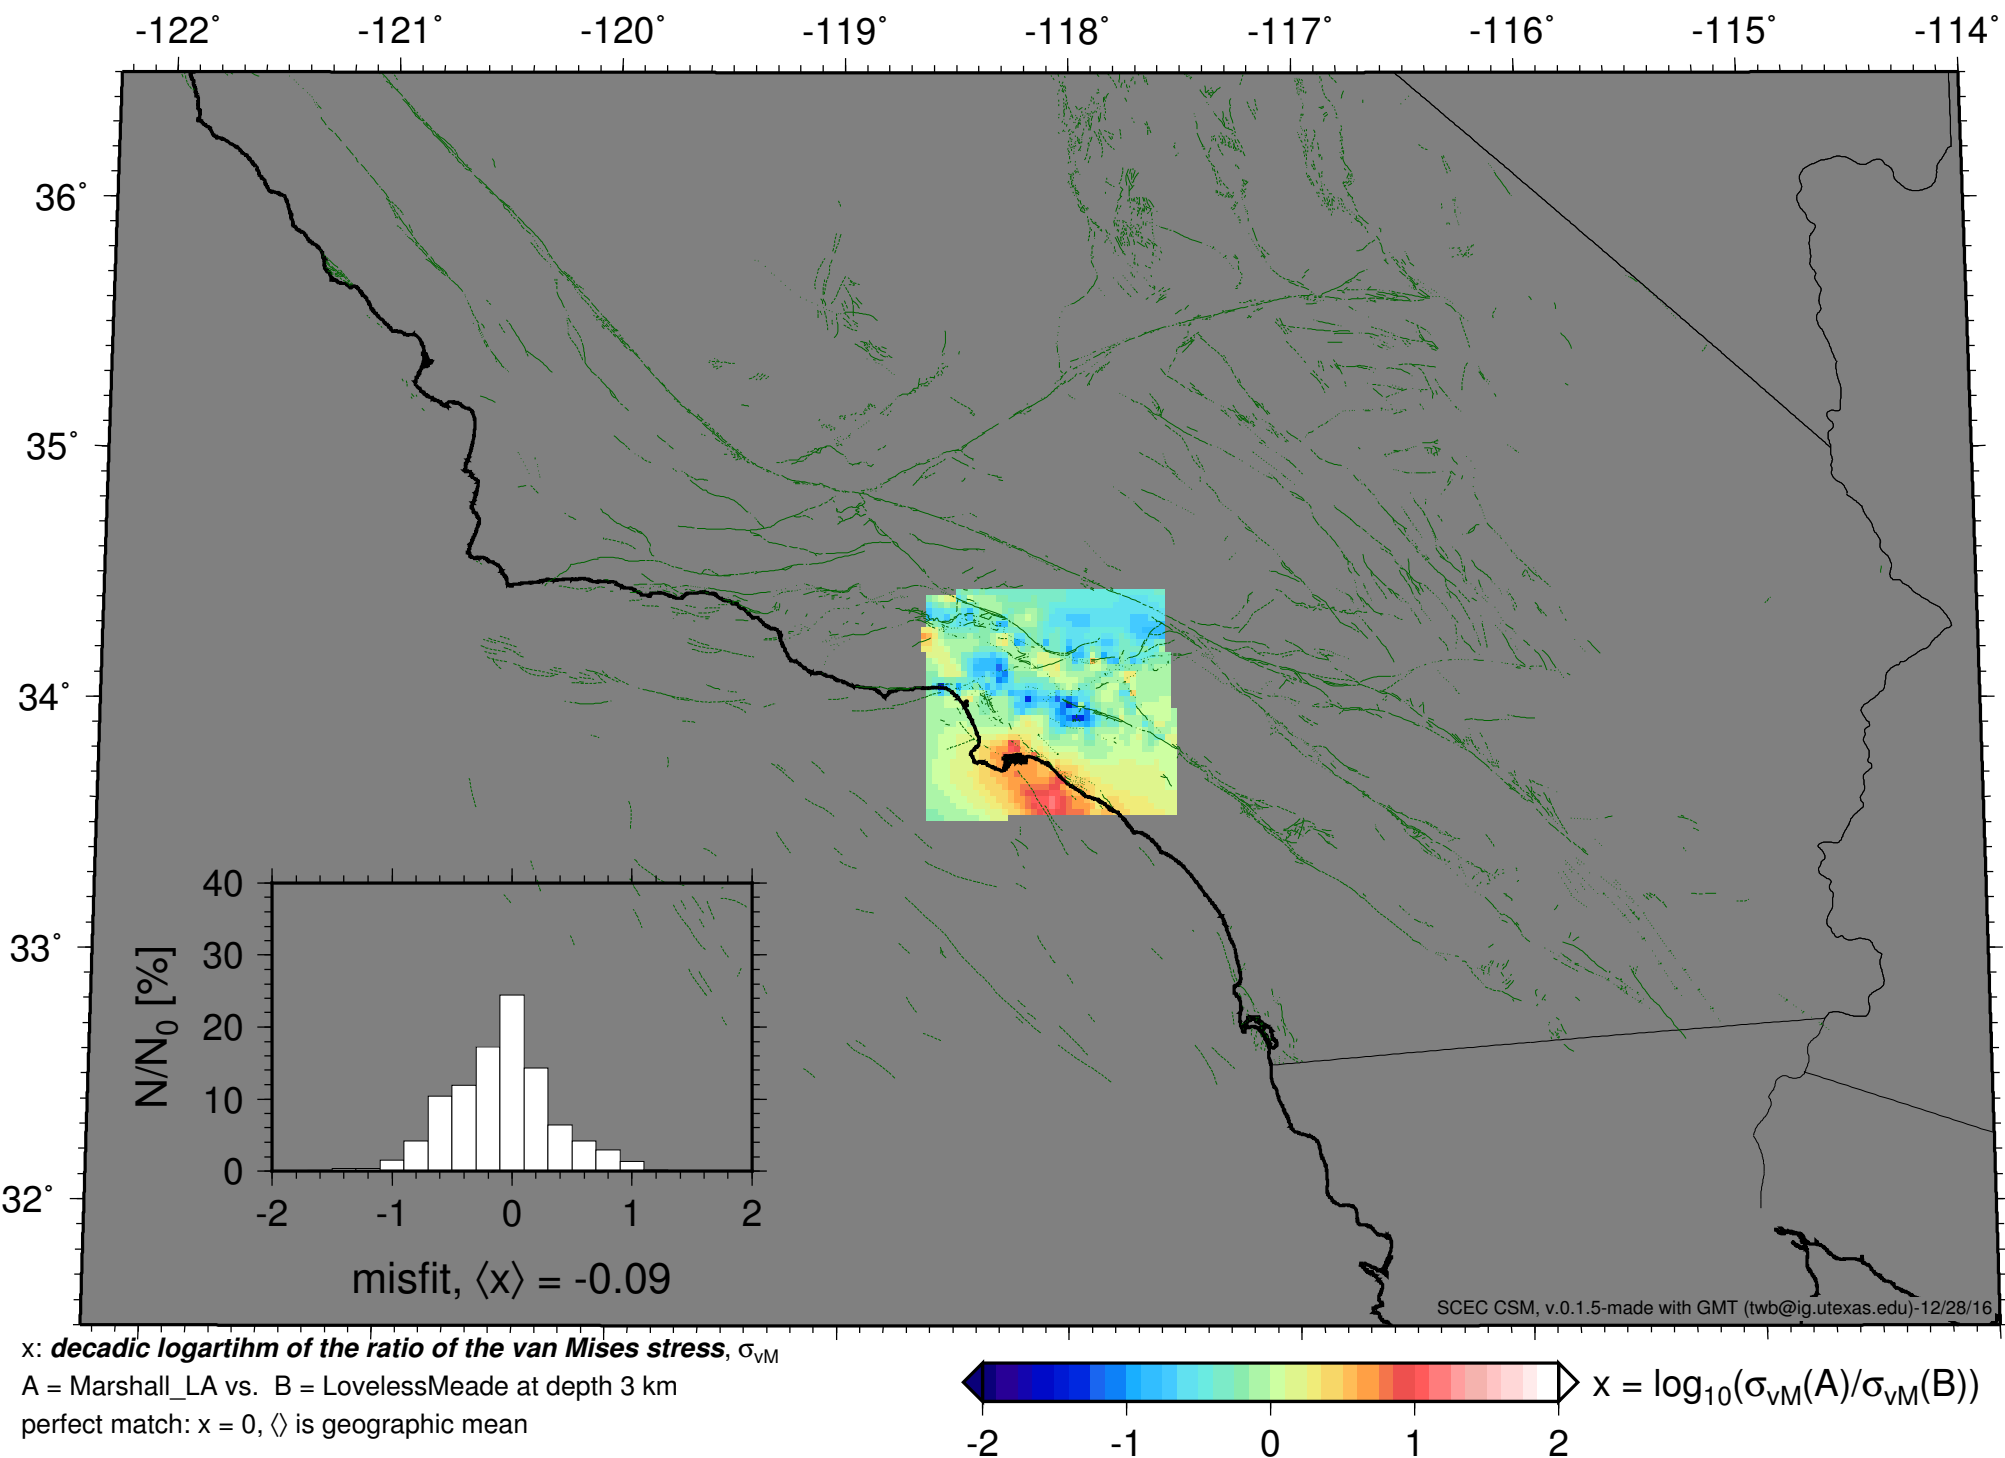 -122° -121° -120° -119° -118° -117° -116° -115° -114°
36°
35°
34°
33°
32°
40
30
20
10
0
N/N0 [%]
-2 -1 0 1 2
misfit, ⟨x⟩ = -0.09
SCEC CSM, v.0.1.5-made with GMT (twb@ig.utexas.edu)-12/28/16
x: decadic logartihm of the ratio of the van Mises stress, σvM
A = Marshall_LA vs. B = LovelessMeade at depth 3 km
perfect match: x = 0, ⟨⟩ is geographic mean
x = log10(σvM(A)/σvM(B))
-2 -1 0 1 2